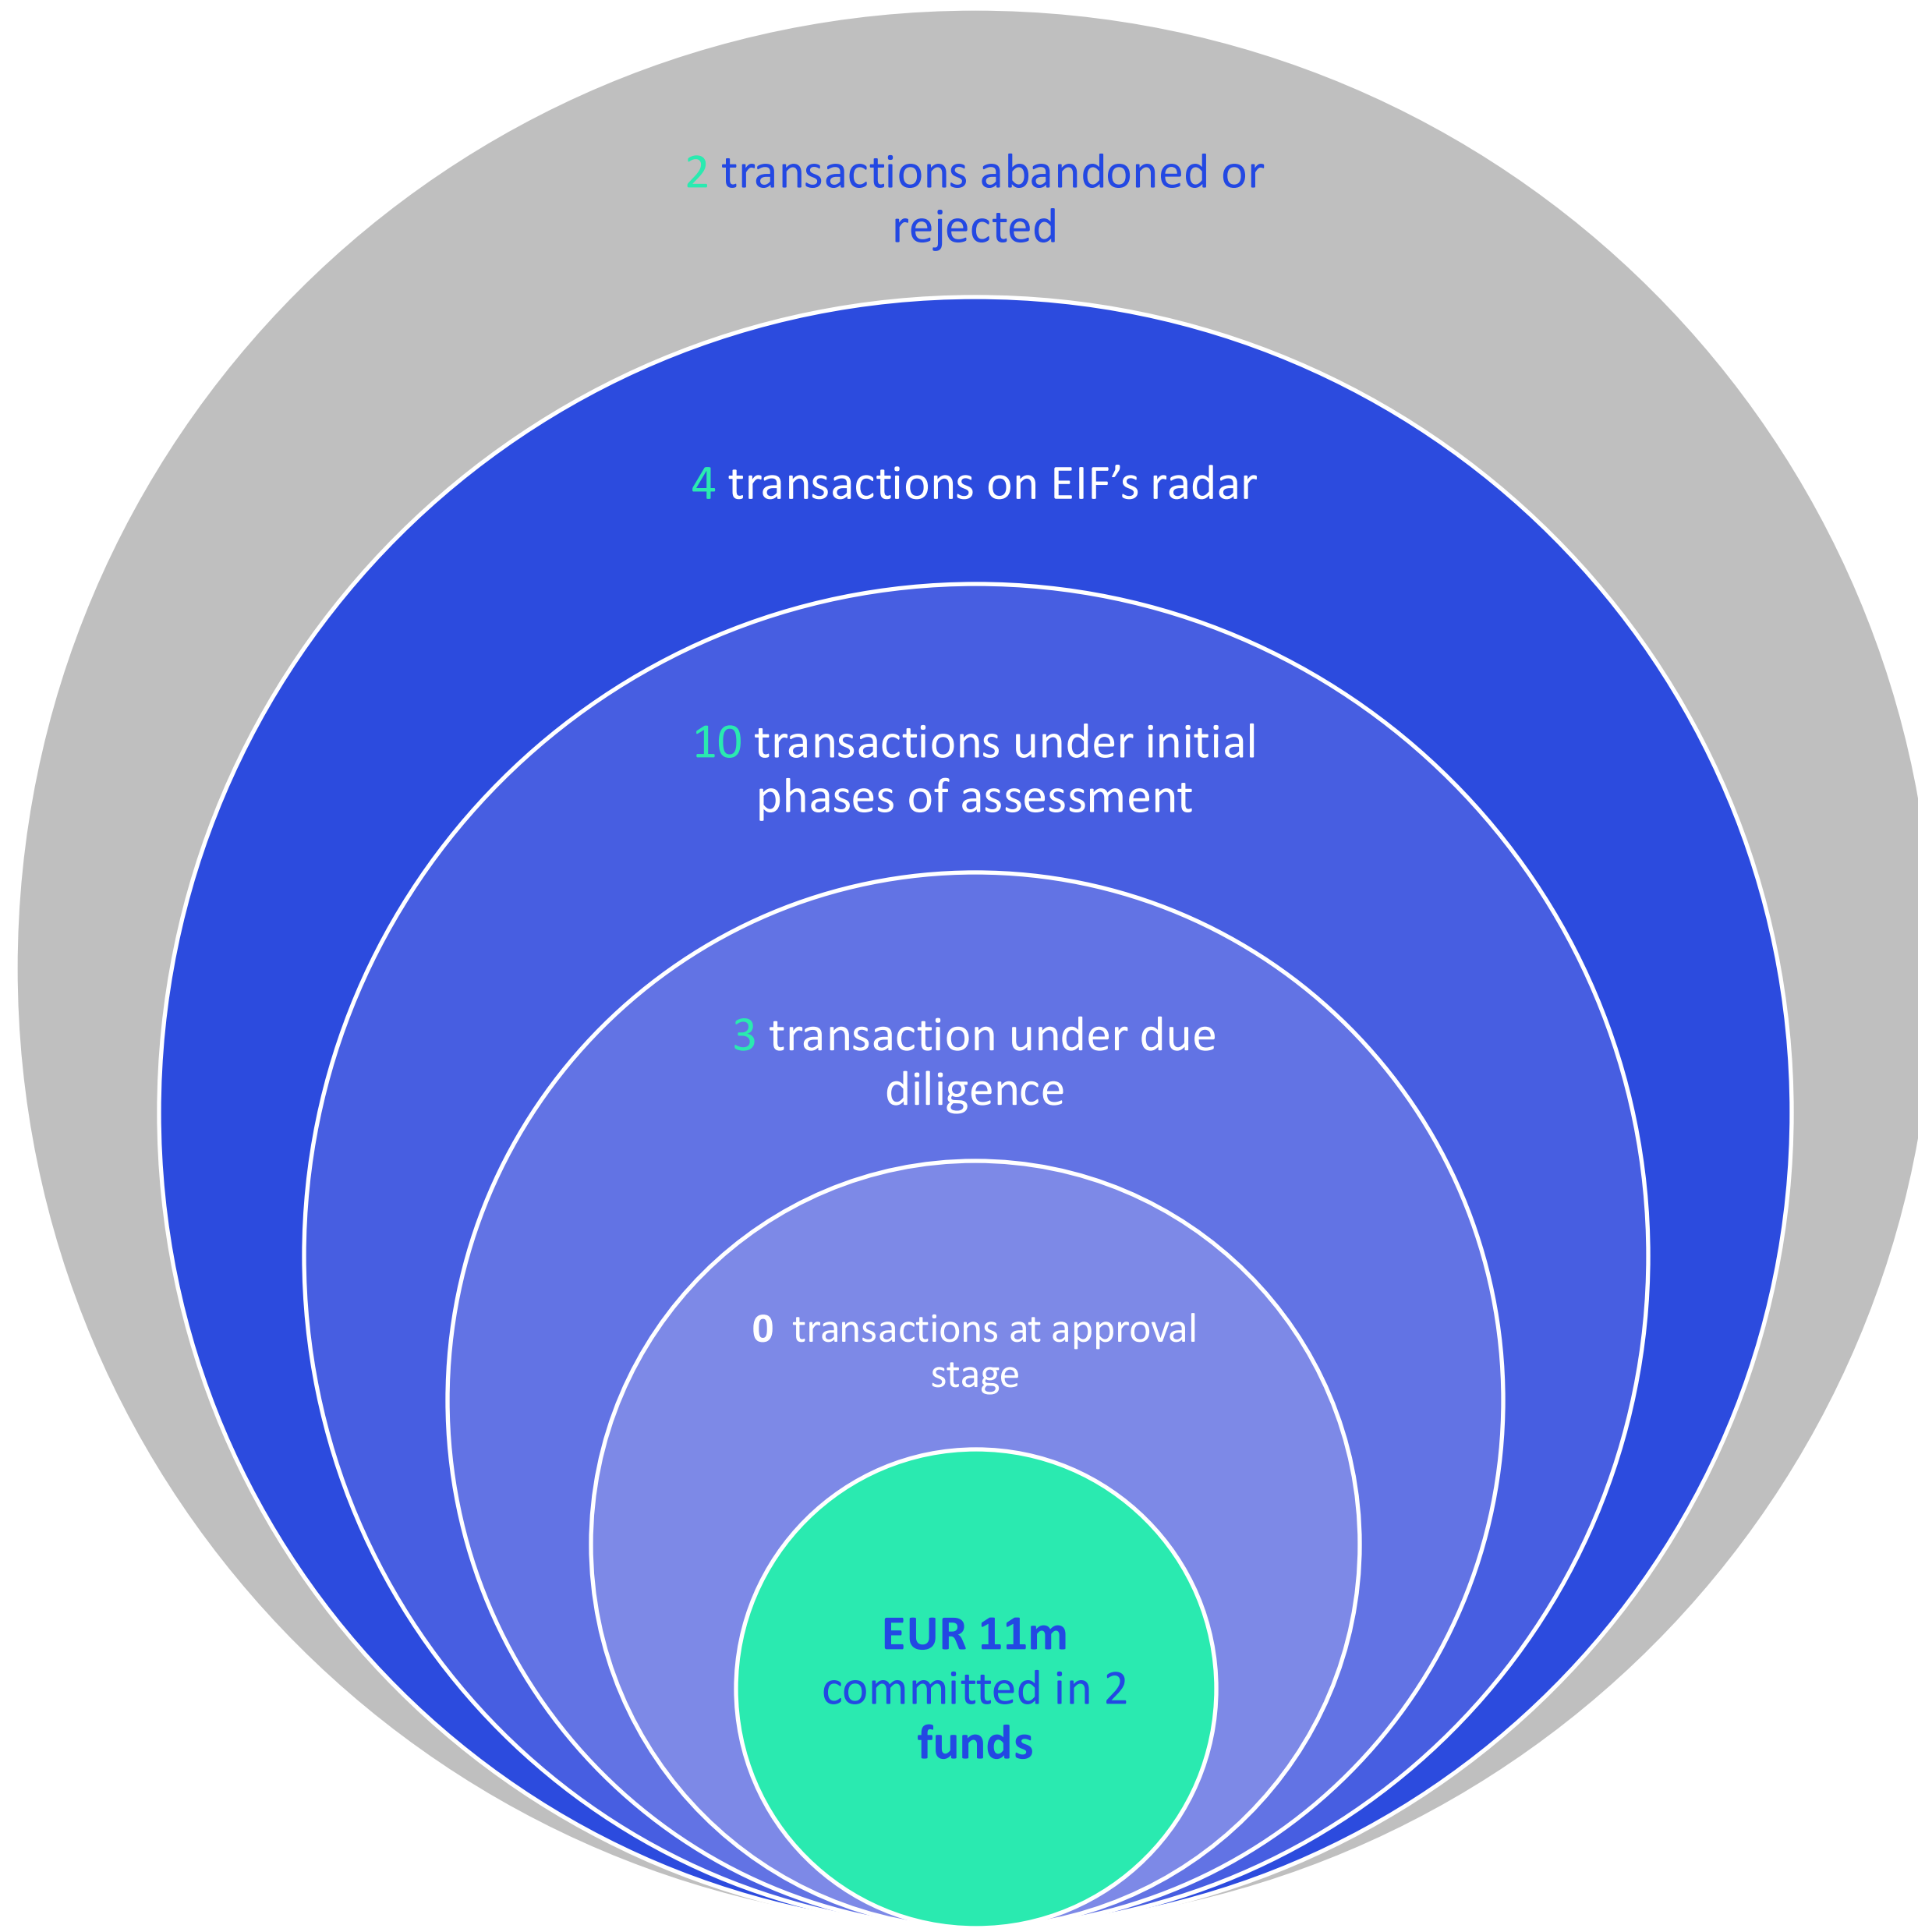 2 transactions abandoned or
rejected
4 transactions on EIF’s radar
10 transactions under initial
phases of assessment
3 transaction under due
diligence
0 transactions at approval
stage
EUR 11m
committed in 2
funds